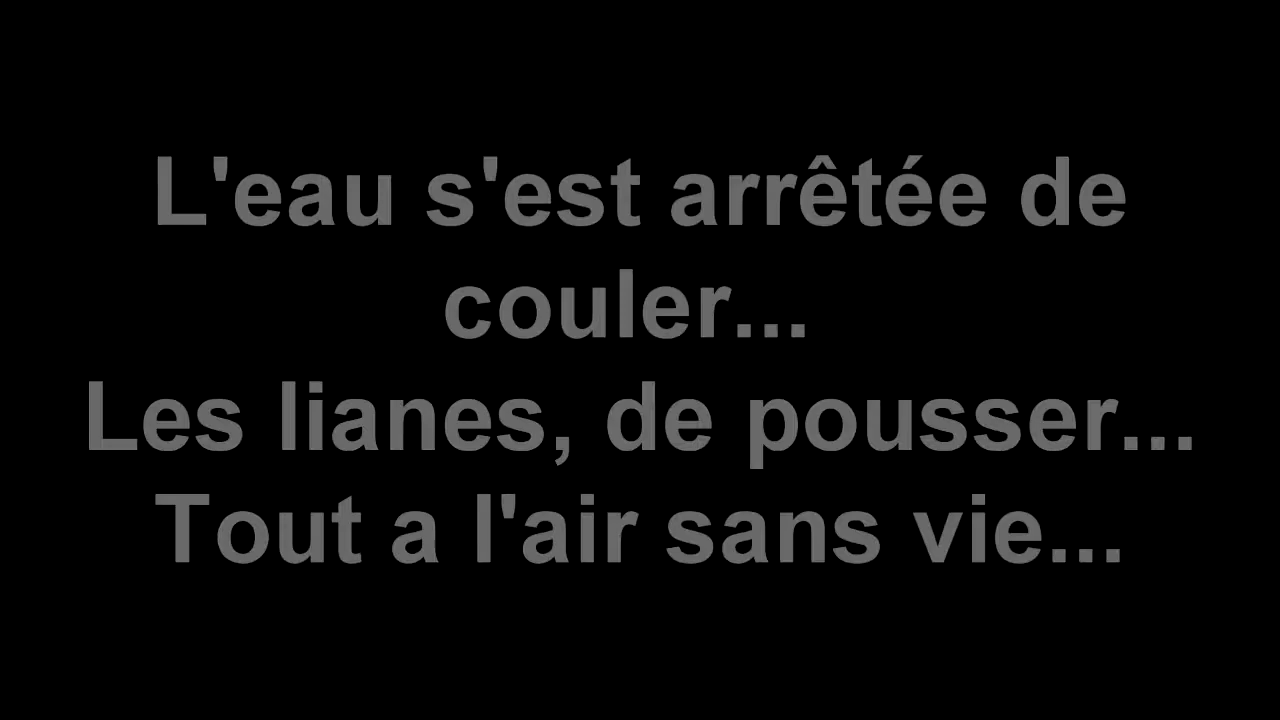 L'eau s'est arrêtée de
couler...
Les lianes, de pousser...
Tout a l'air sans vie...